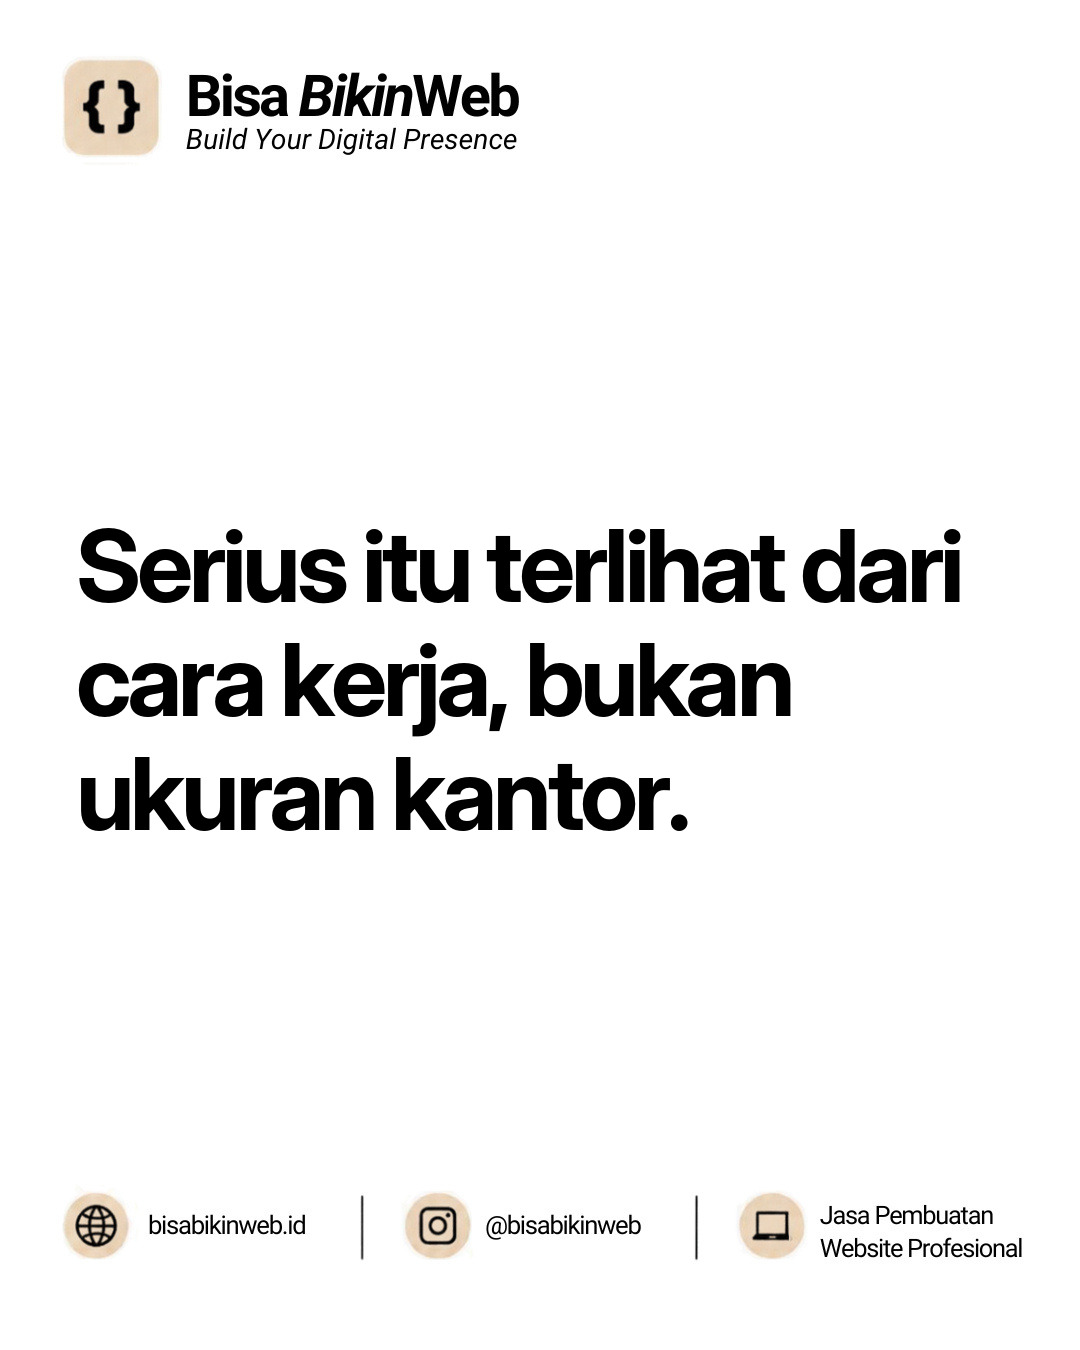 { }
Bisa BikinWeb
Build Your Digital Presence
Serius itu terlihat dari
cara kerja, bukan
ukuran kantor.
bisabikinweb.id
@bisabikinweb
Jasa Pembuatan
Website Profesional